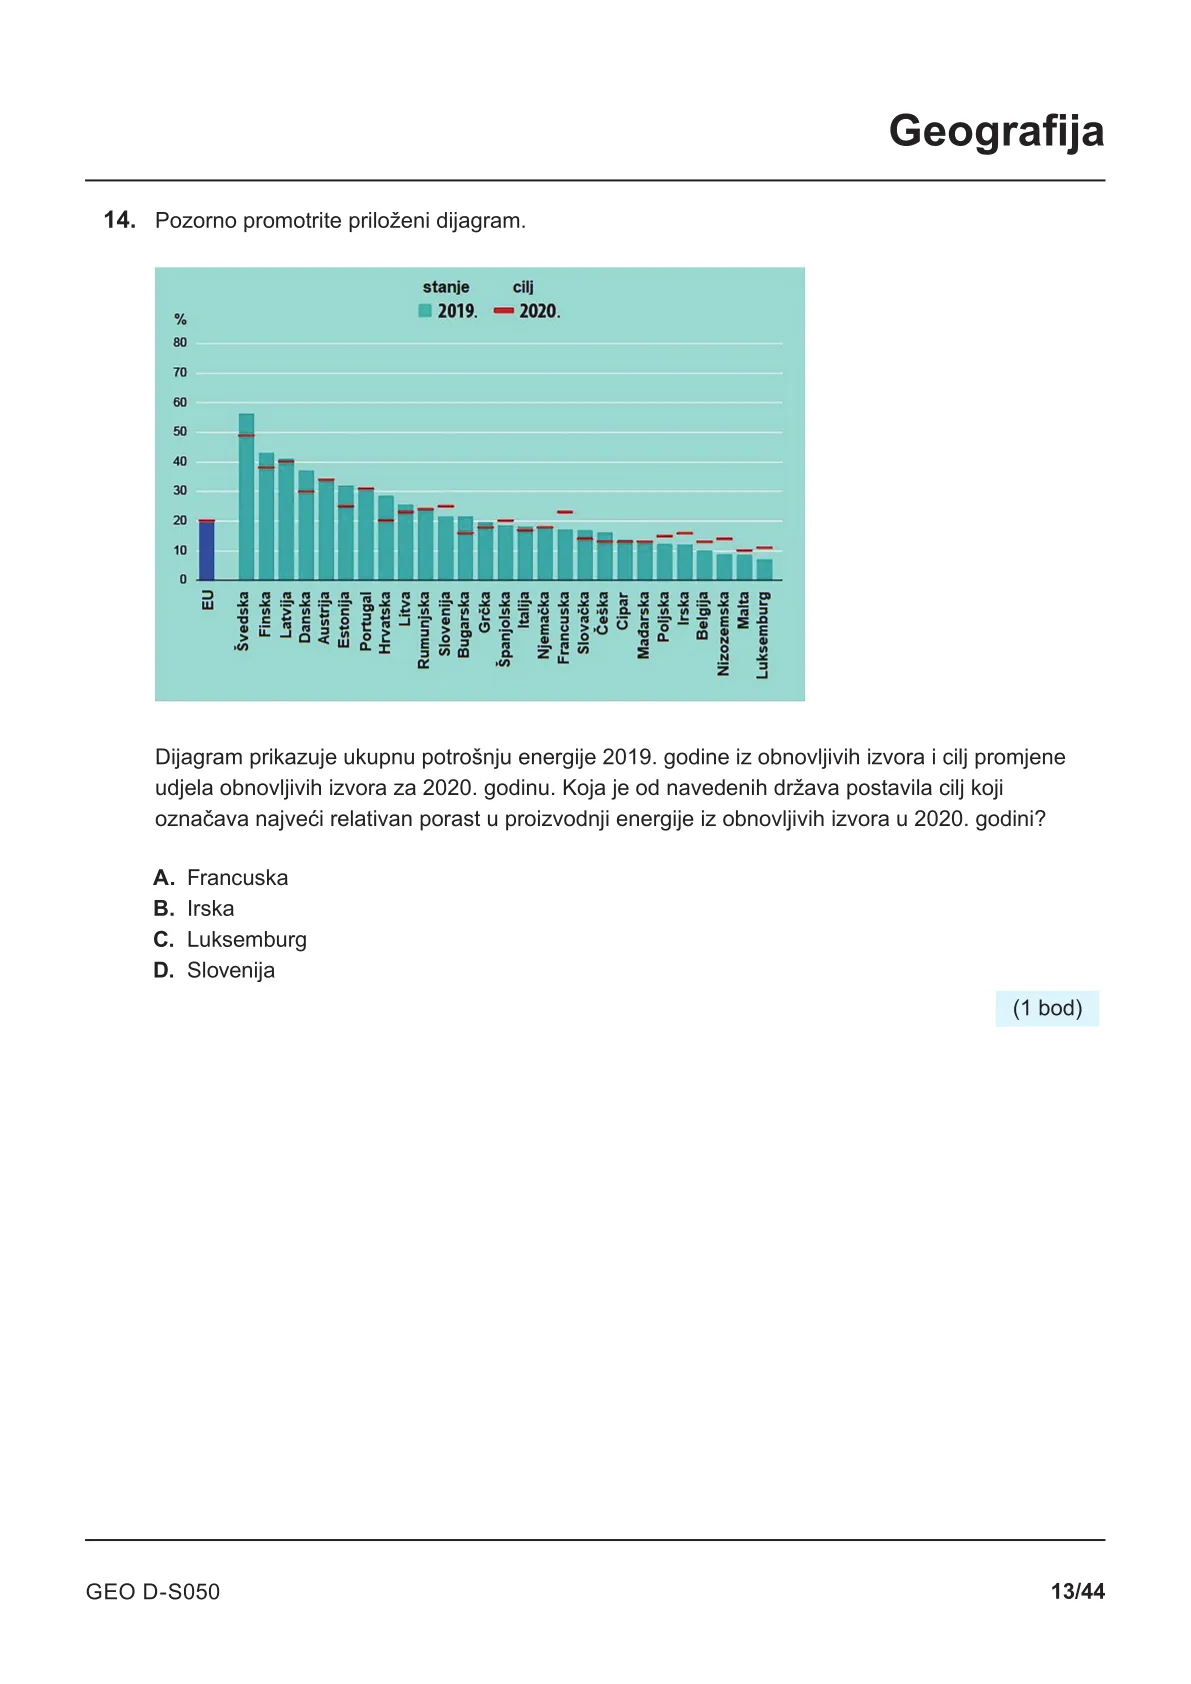 Geografija
14. Pozorno promotrite priloženi dijagram.
stanje cilj
2019. 2020.
%
80
70
60
50
40
30
20
10
0
EU
Švedska
Finska
Latvija
Danska
Austrija
Estonija
Portugal
Hrvatska
Litva
Rumunjska
Slovenija
Bugarska
Grčka
Španjolska
Italija
Njemačka
Francuska
Slovačka
Češka
Cipar
Mađarska
Poljska
Irska
Belgija
Nizozemska
Malta
Luksemburg
Dijagram prikazuje ukupnu potrošnju energije 2019. godine iz obnovljivih izvora i cilj promjene
udjela obnovljivih izvora za 2020. godinu. Koja je od navedenih država postavila cilj koji
označava najveći relativan porast u proizvodnji energije iz obnovljivih izvora u 2020. godini?
A. Francuska
B. Irska
C. Luksemburg
D. Slovenija
(1 bod)
GEO D-S050
13/44